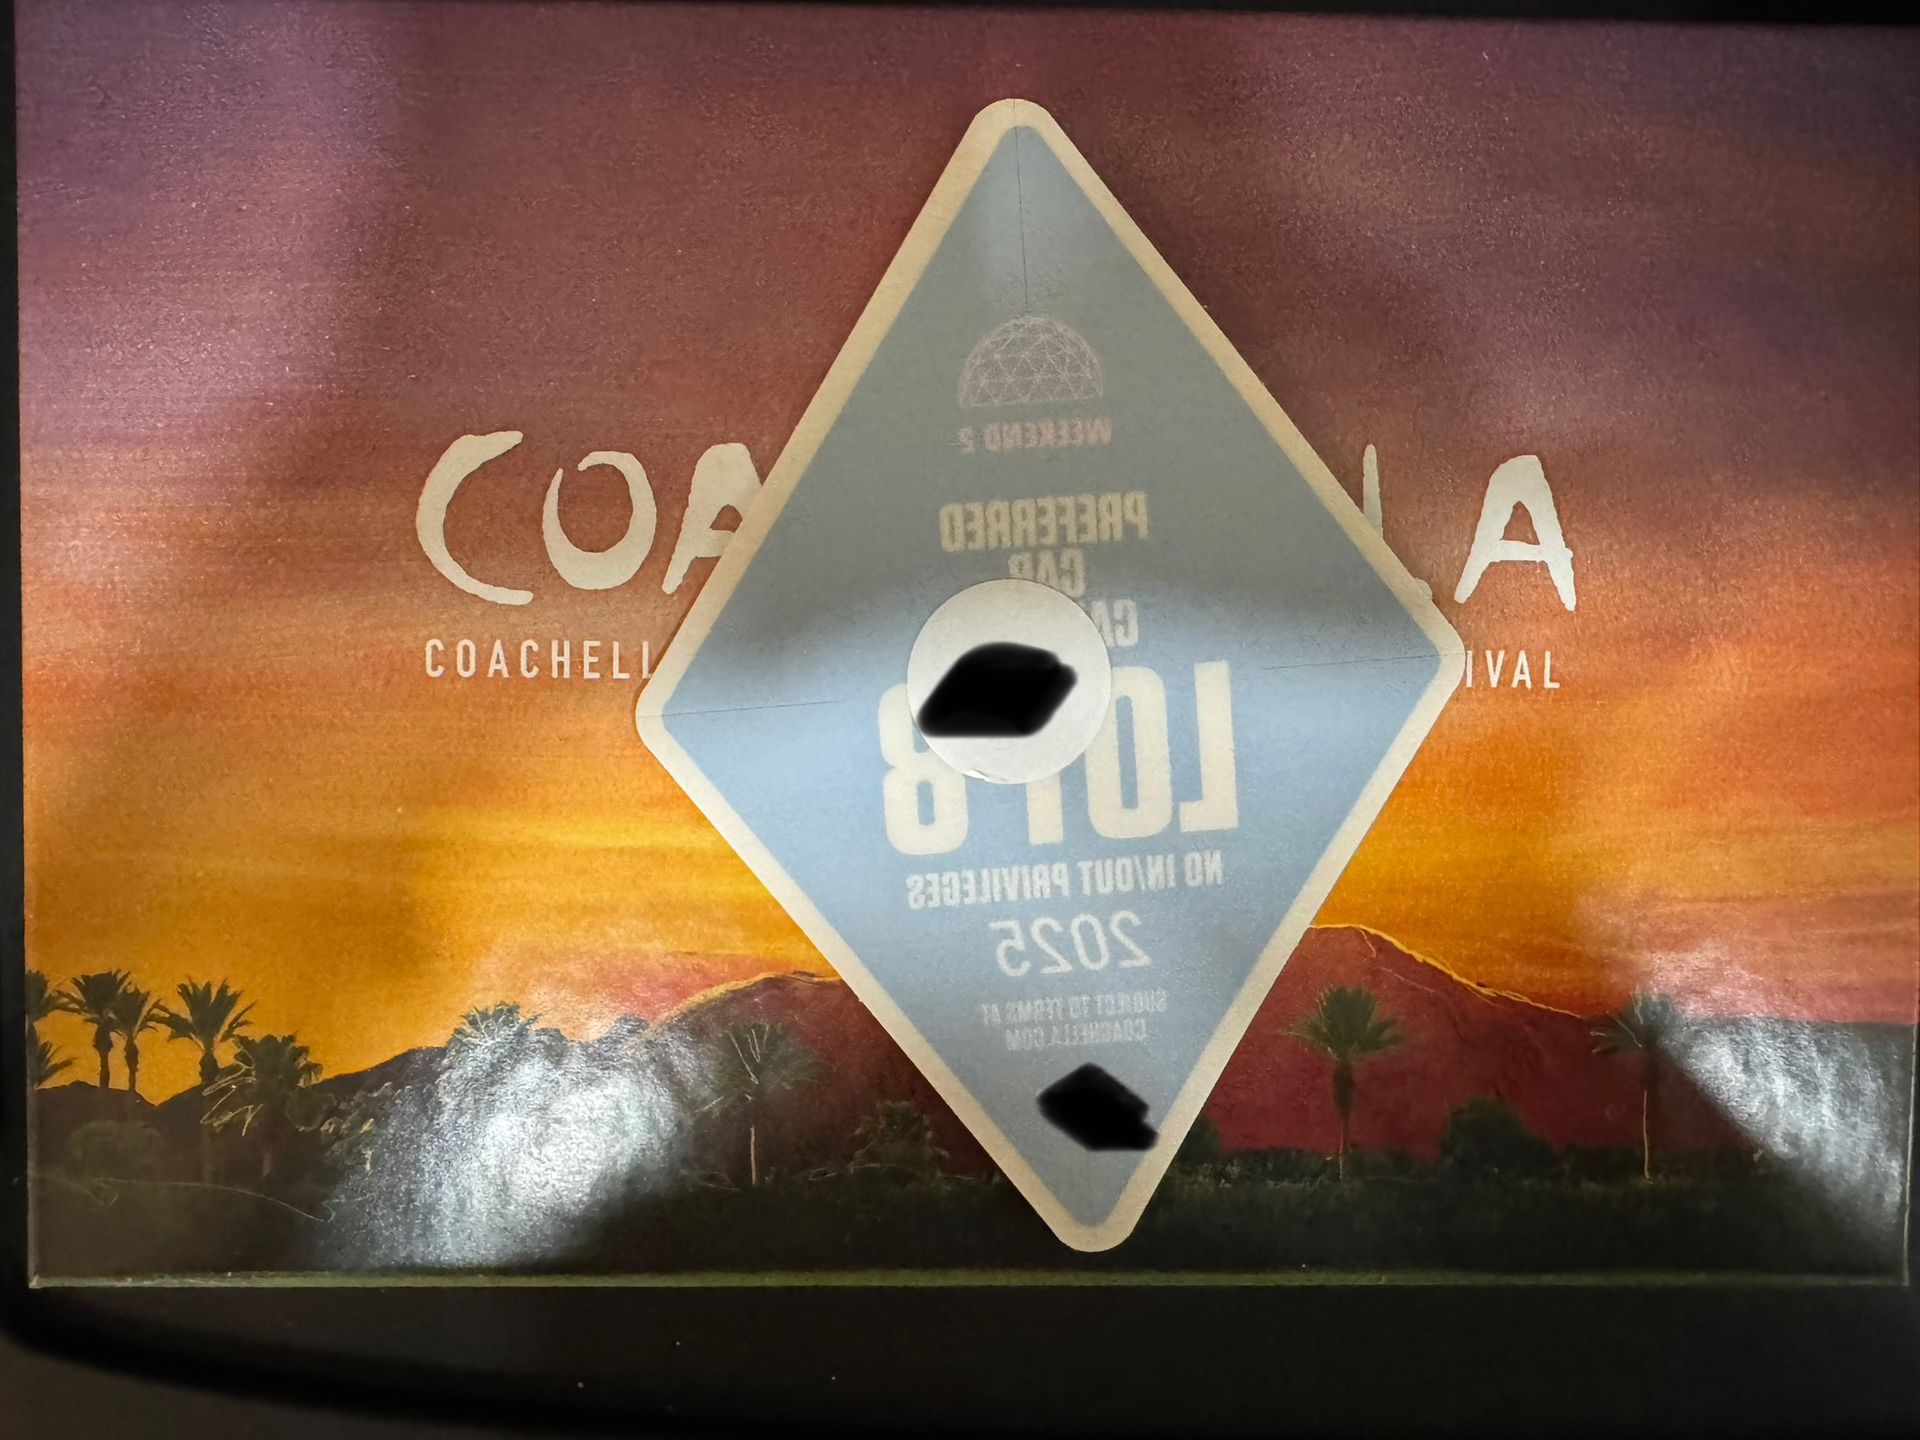 WEEKEND 2
COA LA
PREFERRED
CAR
CA
COACHELL IVAL
LOT 8
NO IN/OUT PRIVILEGES
2025
SUBJECT TO TERMS AT
COACHELLA.COM